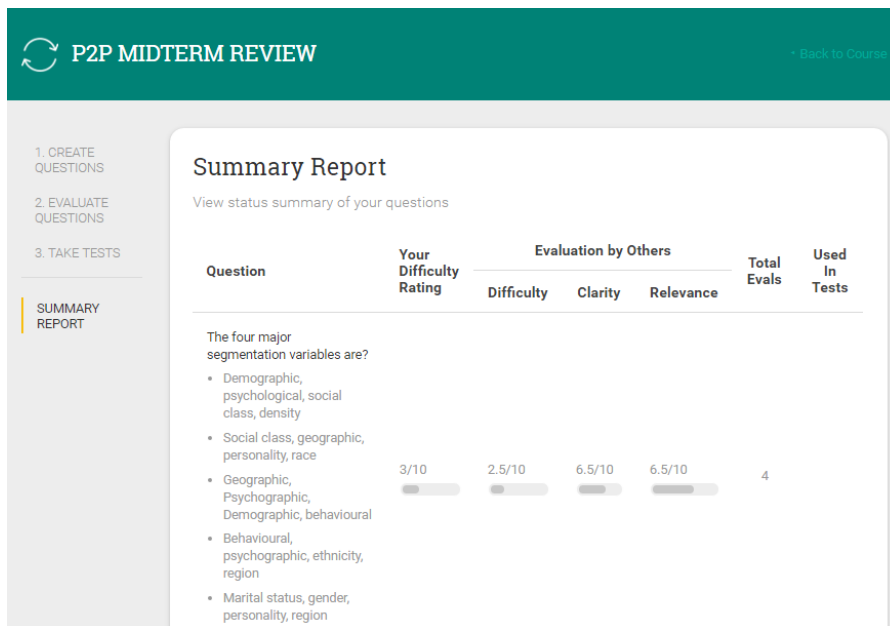 P2P MIDTERM REVIEW
Back to Course
1. CREATE
QUESTIONS
2. EVALUATE
QUESTIONS
3. TAKE TESTS
SUMMARY
REPORT
Summary Report
View status summary of your questions
Question
Your
Difficulty
Rating
Evaluation by Others
Difficulty
Clarity
Relevance
Total
Evals
Used
In
Tests
The four major
segmentation variables are?
• Demographic,
psychological, social
class, density
• Social class, geographic,
personality, race
• Geographic,
Psychographic,
Demographic, behavioural
• Behavioural,
psychographic, ethnicity,
region
• Marital status, gender,
personality, region
3/10
2.5/10
6.5/10
6.5/10
4